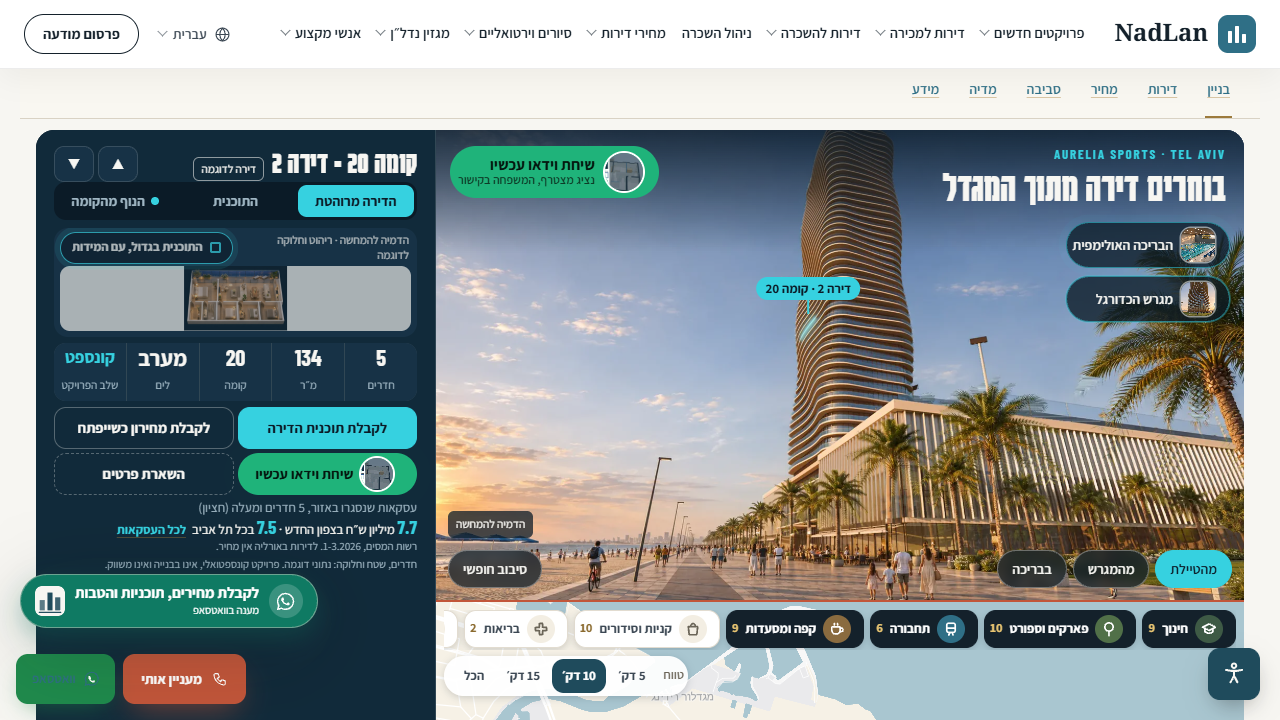 NadLan
פרויקטים חדשים
דירות למכירה
דירות להשכרה
ניהול השכרה
מחירי דירות
סיורים וירטואליים
מגזין נדל״ן
אנשי מקצוע
עברית
פרסום מודעה
בניין
דירות
מחיר
סביבה
מדיה
מידע
AURELIA SPORTS · TEL AVIV
בוחרים דירה מתוך המגדל
הבריכה האולימפית
מגרש הכדורגל
שיחת וידאו עכשיו
נציג מצטרף, המשפחה בקישור
דירה 2 · קומה 20
הדמיה להמחשה
סיבוב חופשי
מהטיילת
מהמגרש
בבריכה
קומה 20 · דירה 2
דירה לדוגמה
▲
▼
הדירה מרוהטת
התוכנית
הנוף מהקומה
הדמיה להמחשה · ריהוט וחלוקה לדוגמה
התוכנית בגדול, עם המידות
5
חדרים
134
מ״ר
20
קומה
מערב
לים
קונספט
שלב הפרויקט
לקבלת תוכנית הדירה
לקבלת מחירון כשייפתח
שיחת וידאו עכשיו
השארת פרטים
עסקאות שנסגרו באזור, 5 חדרים ומעלה (חציון)
7.7 מיליון ש״ח בצפון החדש · 7.5 בכל תל אביב לכל העסקאות
רשות המסים, 1-3.2026. לדירות באורליה אין מחיר.
חדרים, שטח וחלוקה: נתוני דוגמה. פרויקט קונספטואלי, אינו בבנייה ואינו משווק.
לקבלת מחירים, תוכניות והטבות
מענה בוואטסאפ
מעניין אותי
חינוך 9
פארקים וספורט 10
תחבורה 6
קפה ומסעדות 9
קניות וסידורים 10
בריאות 2
טווח
5 דק׳
10 דק׳
15 דק׳
הכל